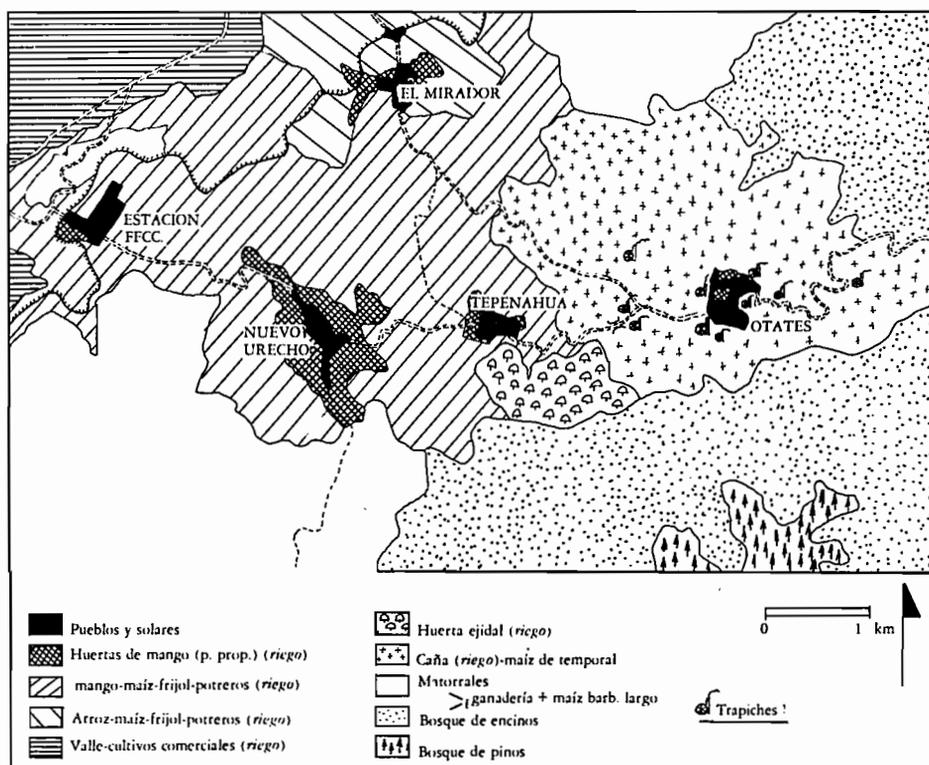 EL MIRADOR
ESTACION
FFCC.
TEPENAHUA
NUEVO
URECHO
OTATES
Pueblos y solares
Huertas de mango (p. prop.) (riego)
mango-maíz-frijol-potreros (riego)
Arroz-maíz-frijol-potreros (riego)
Valle-cultivos comerciales (riego)
Huerta ejidal (riego)
Caña (riego)-maíz de temporal
Matorrales
ganadería + maíz barb. largo
Bosque de encinos
Bosque de pinos
0 1 km
Trapiches !